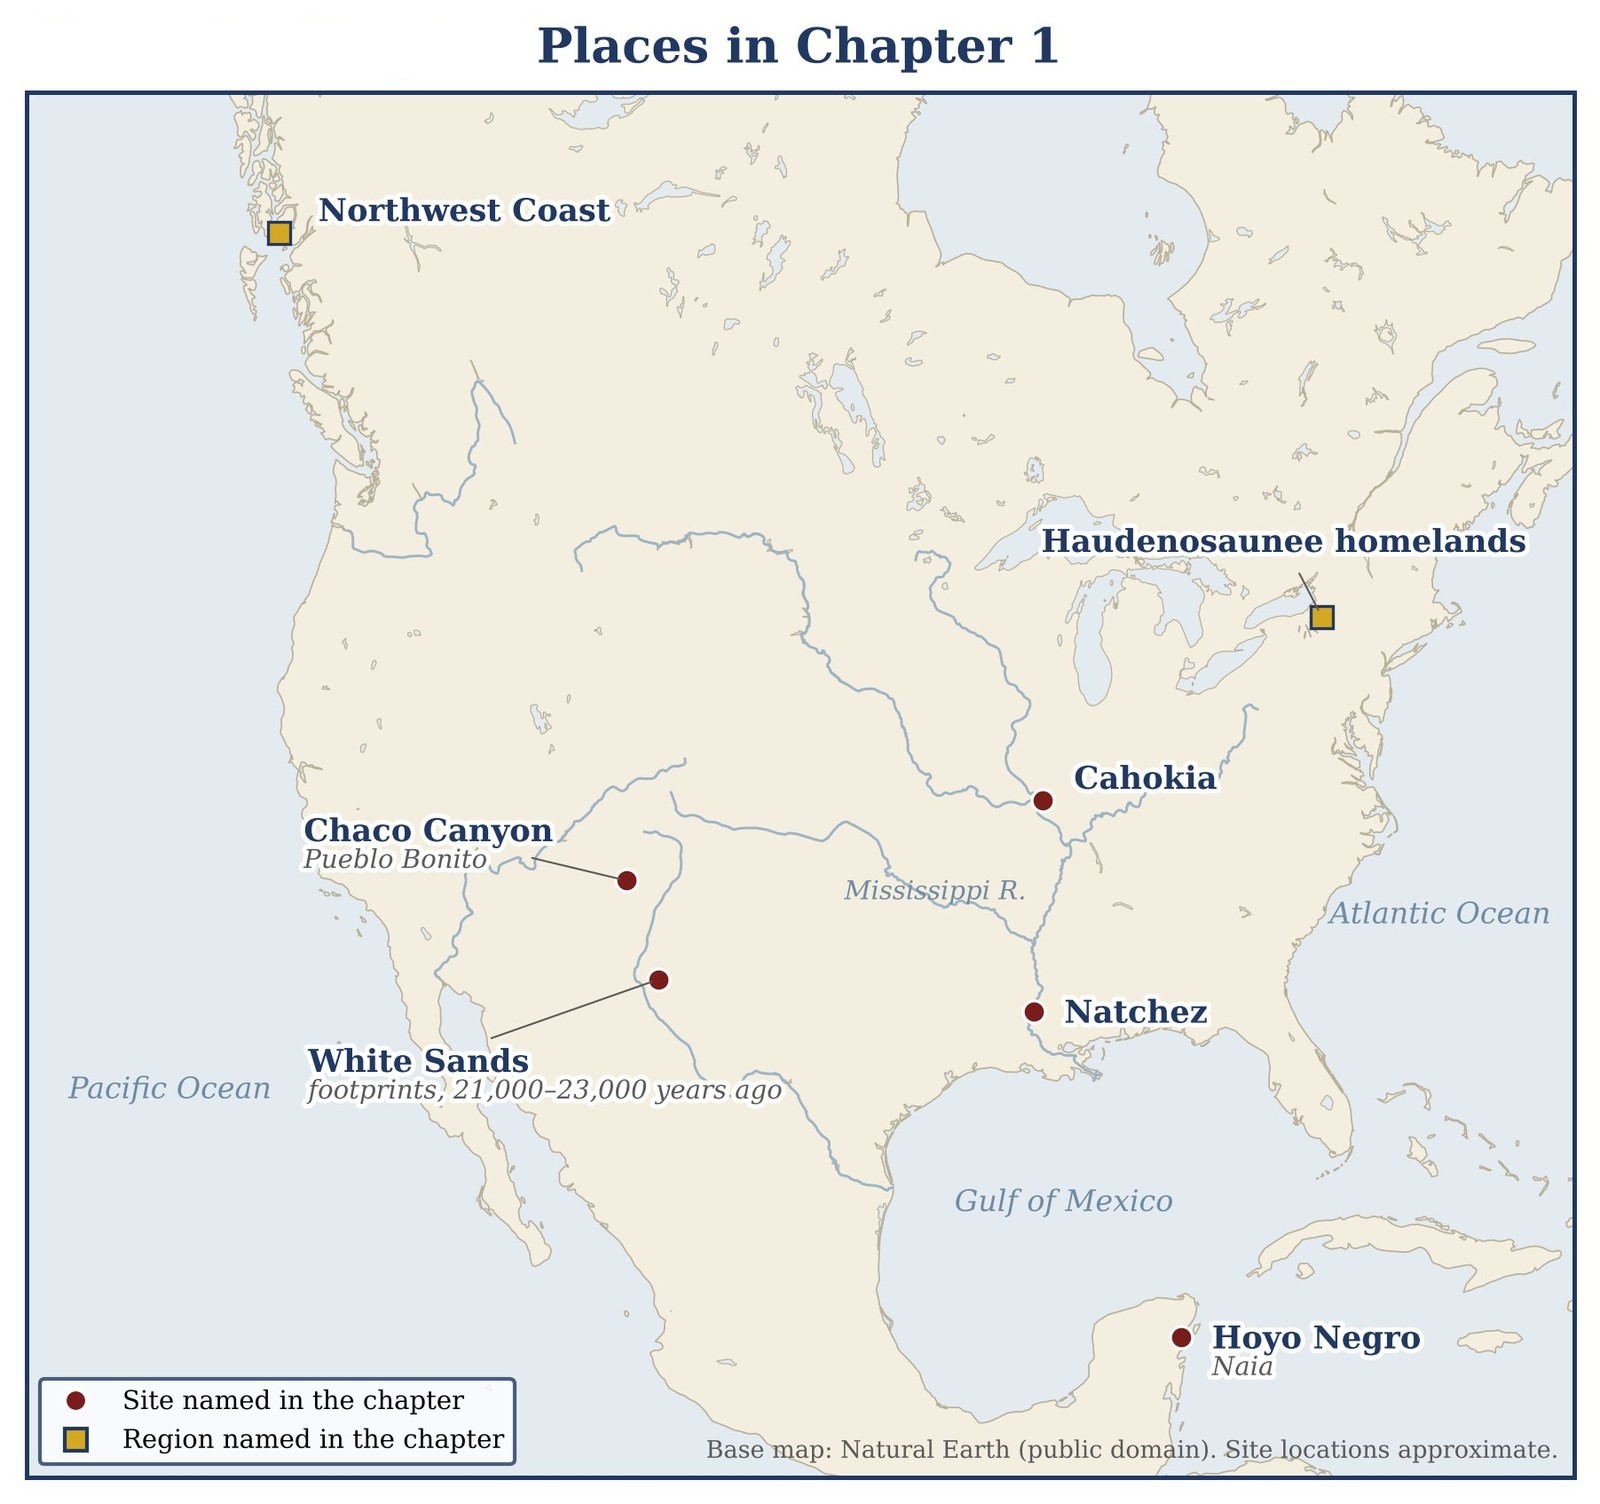 Places in Chapter 1
Northwest Coast
Haudenosaunee homelands
Cahokia
Chaco Canyon
Pueblo Bonito
Mississippi R.
Atlantic Ocean
Natchez
White Sands
footprints, 21,000–23,000 years ago
Pacific Ocean
Gulf of Mexico
Hoyo Negro
Naia
Site named in the chapter
Region named in the chapter
Base map: Natural Earth (public domain). Site locations approximate.